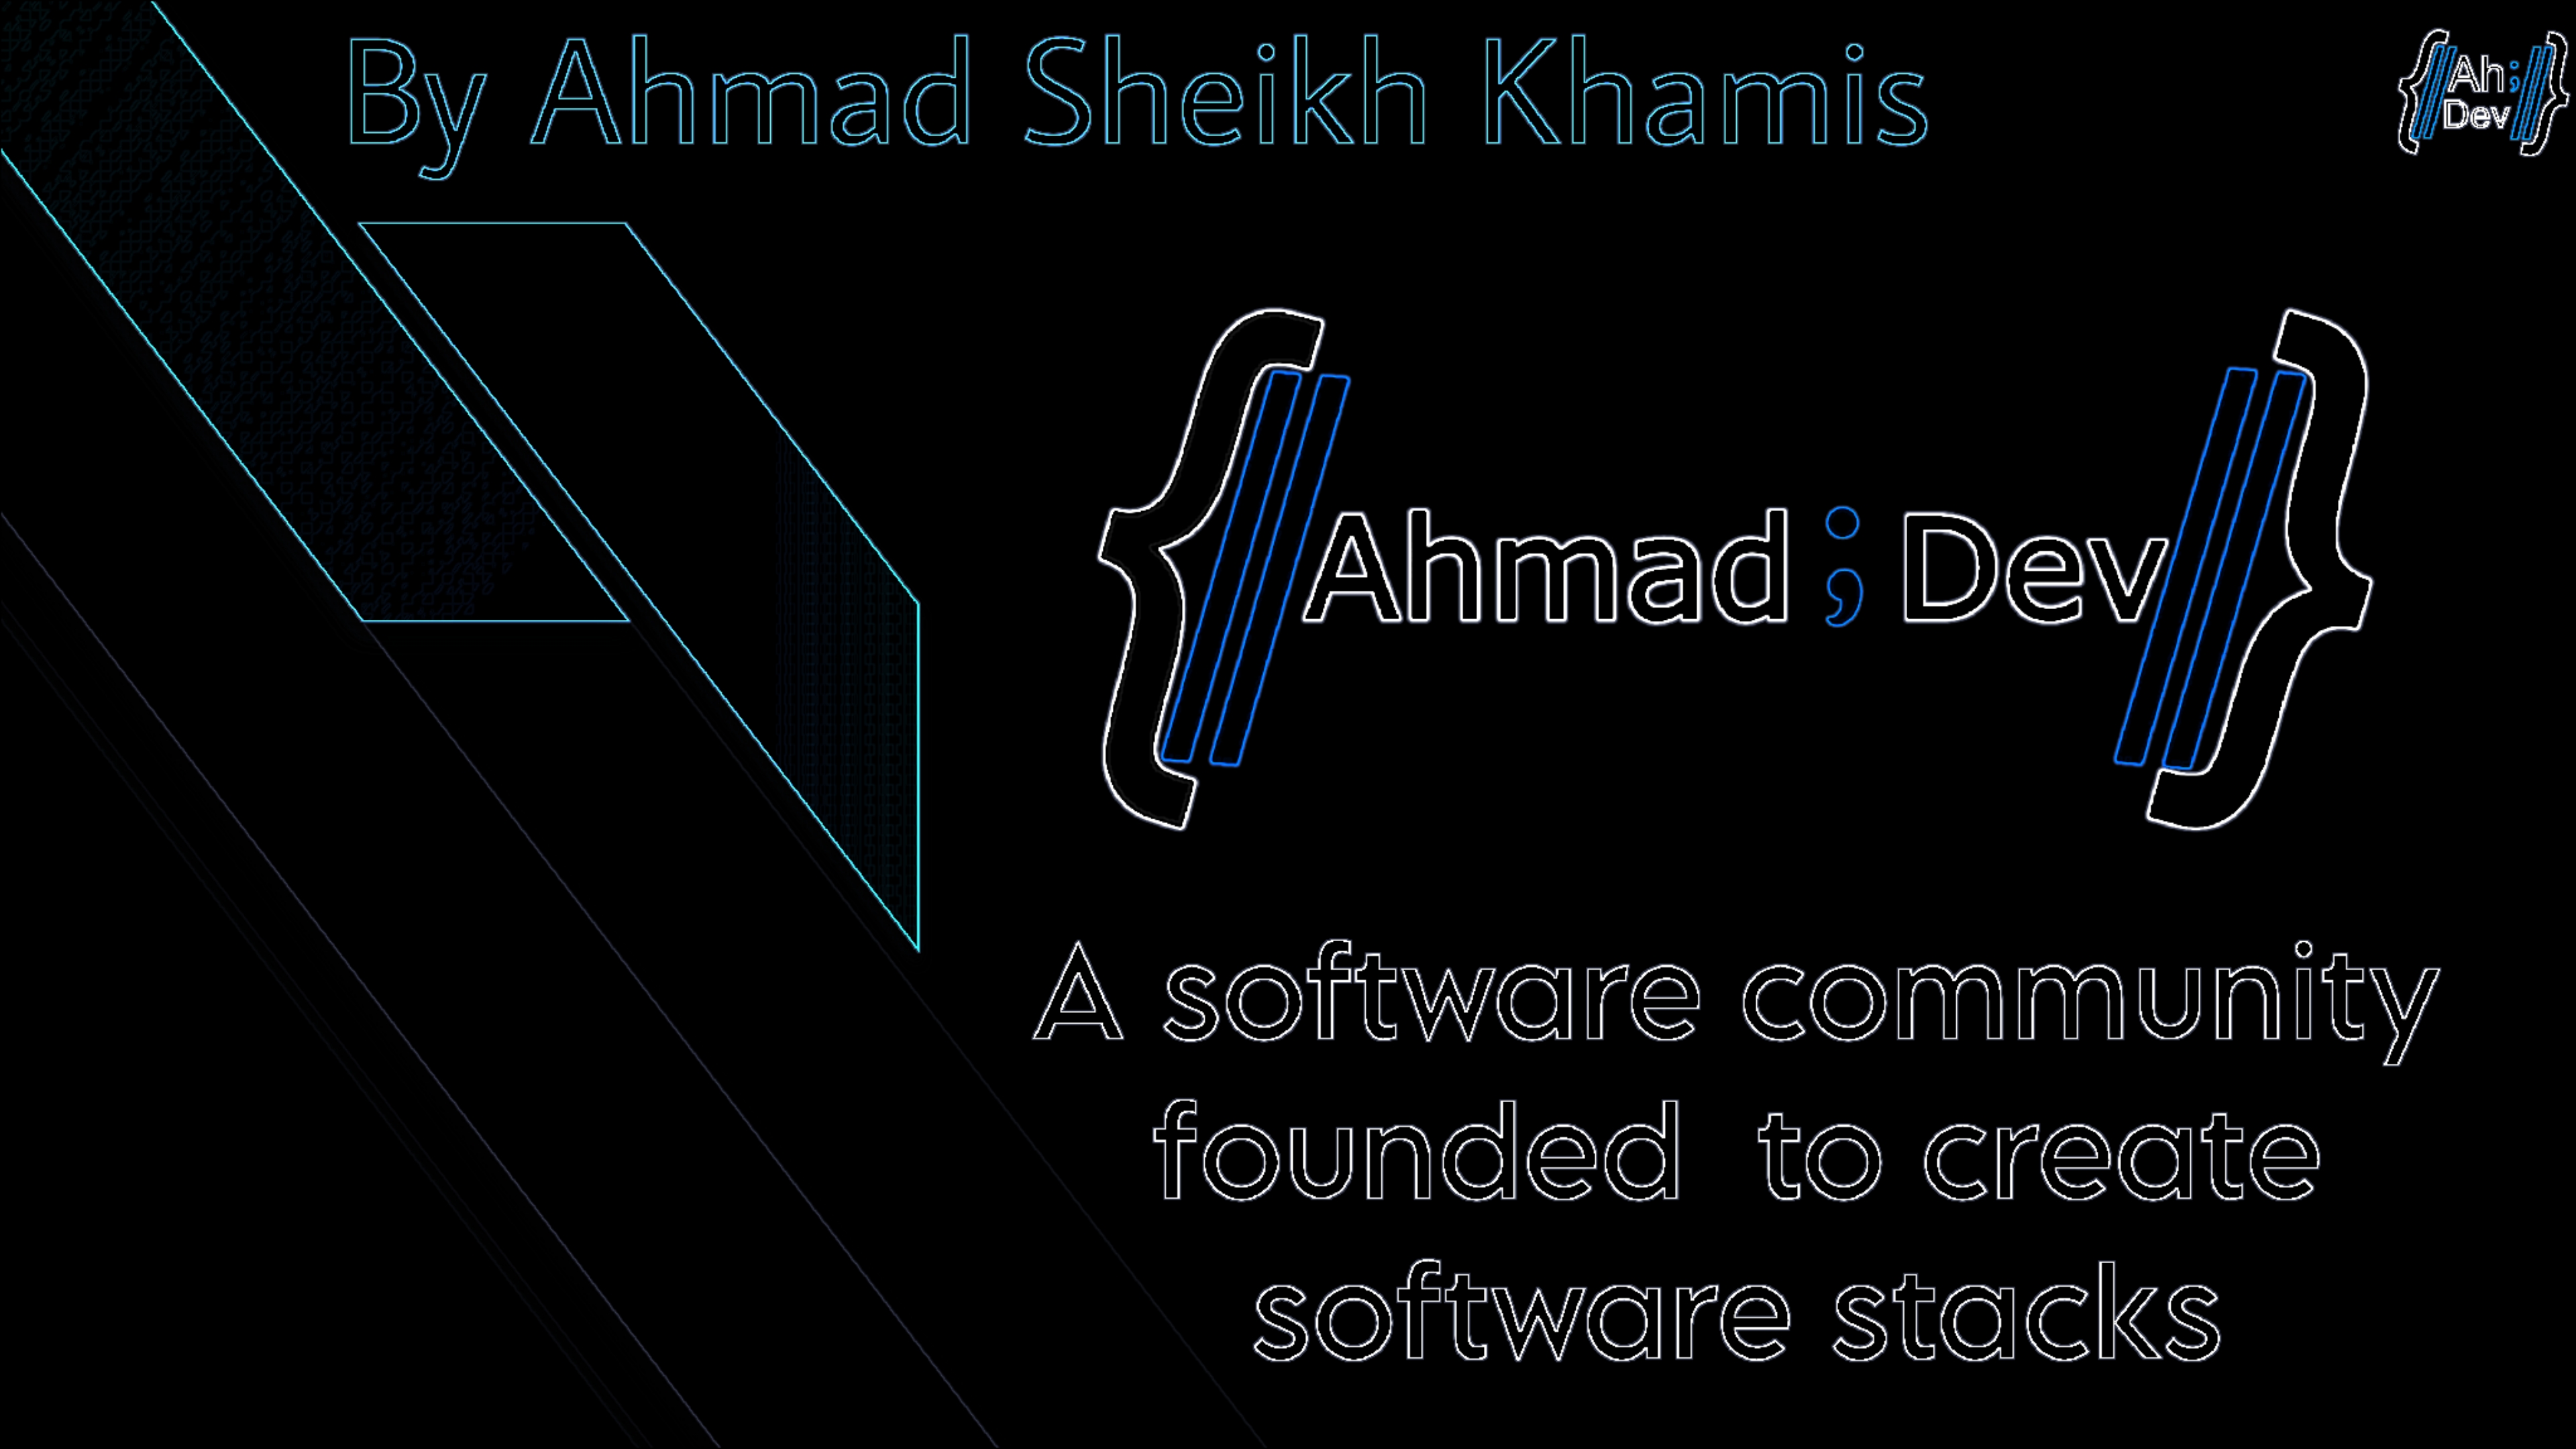 By Ahmad Sheikh Khamis
{//Ah;//}
Dev
{//Ahmad;Dev//}
A software community
founded to create
software stacks